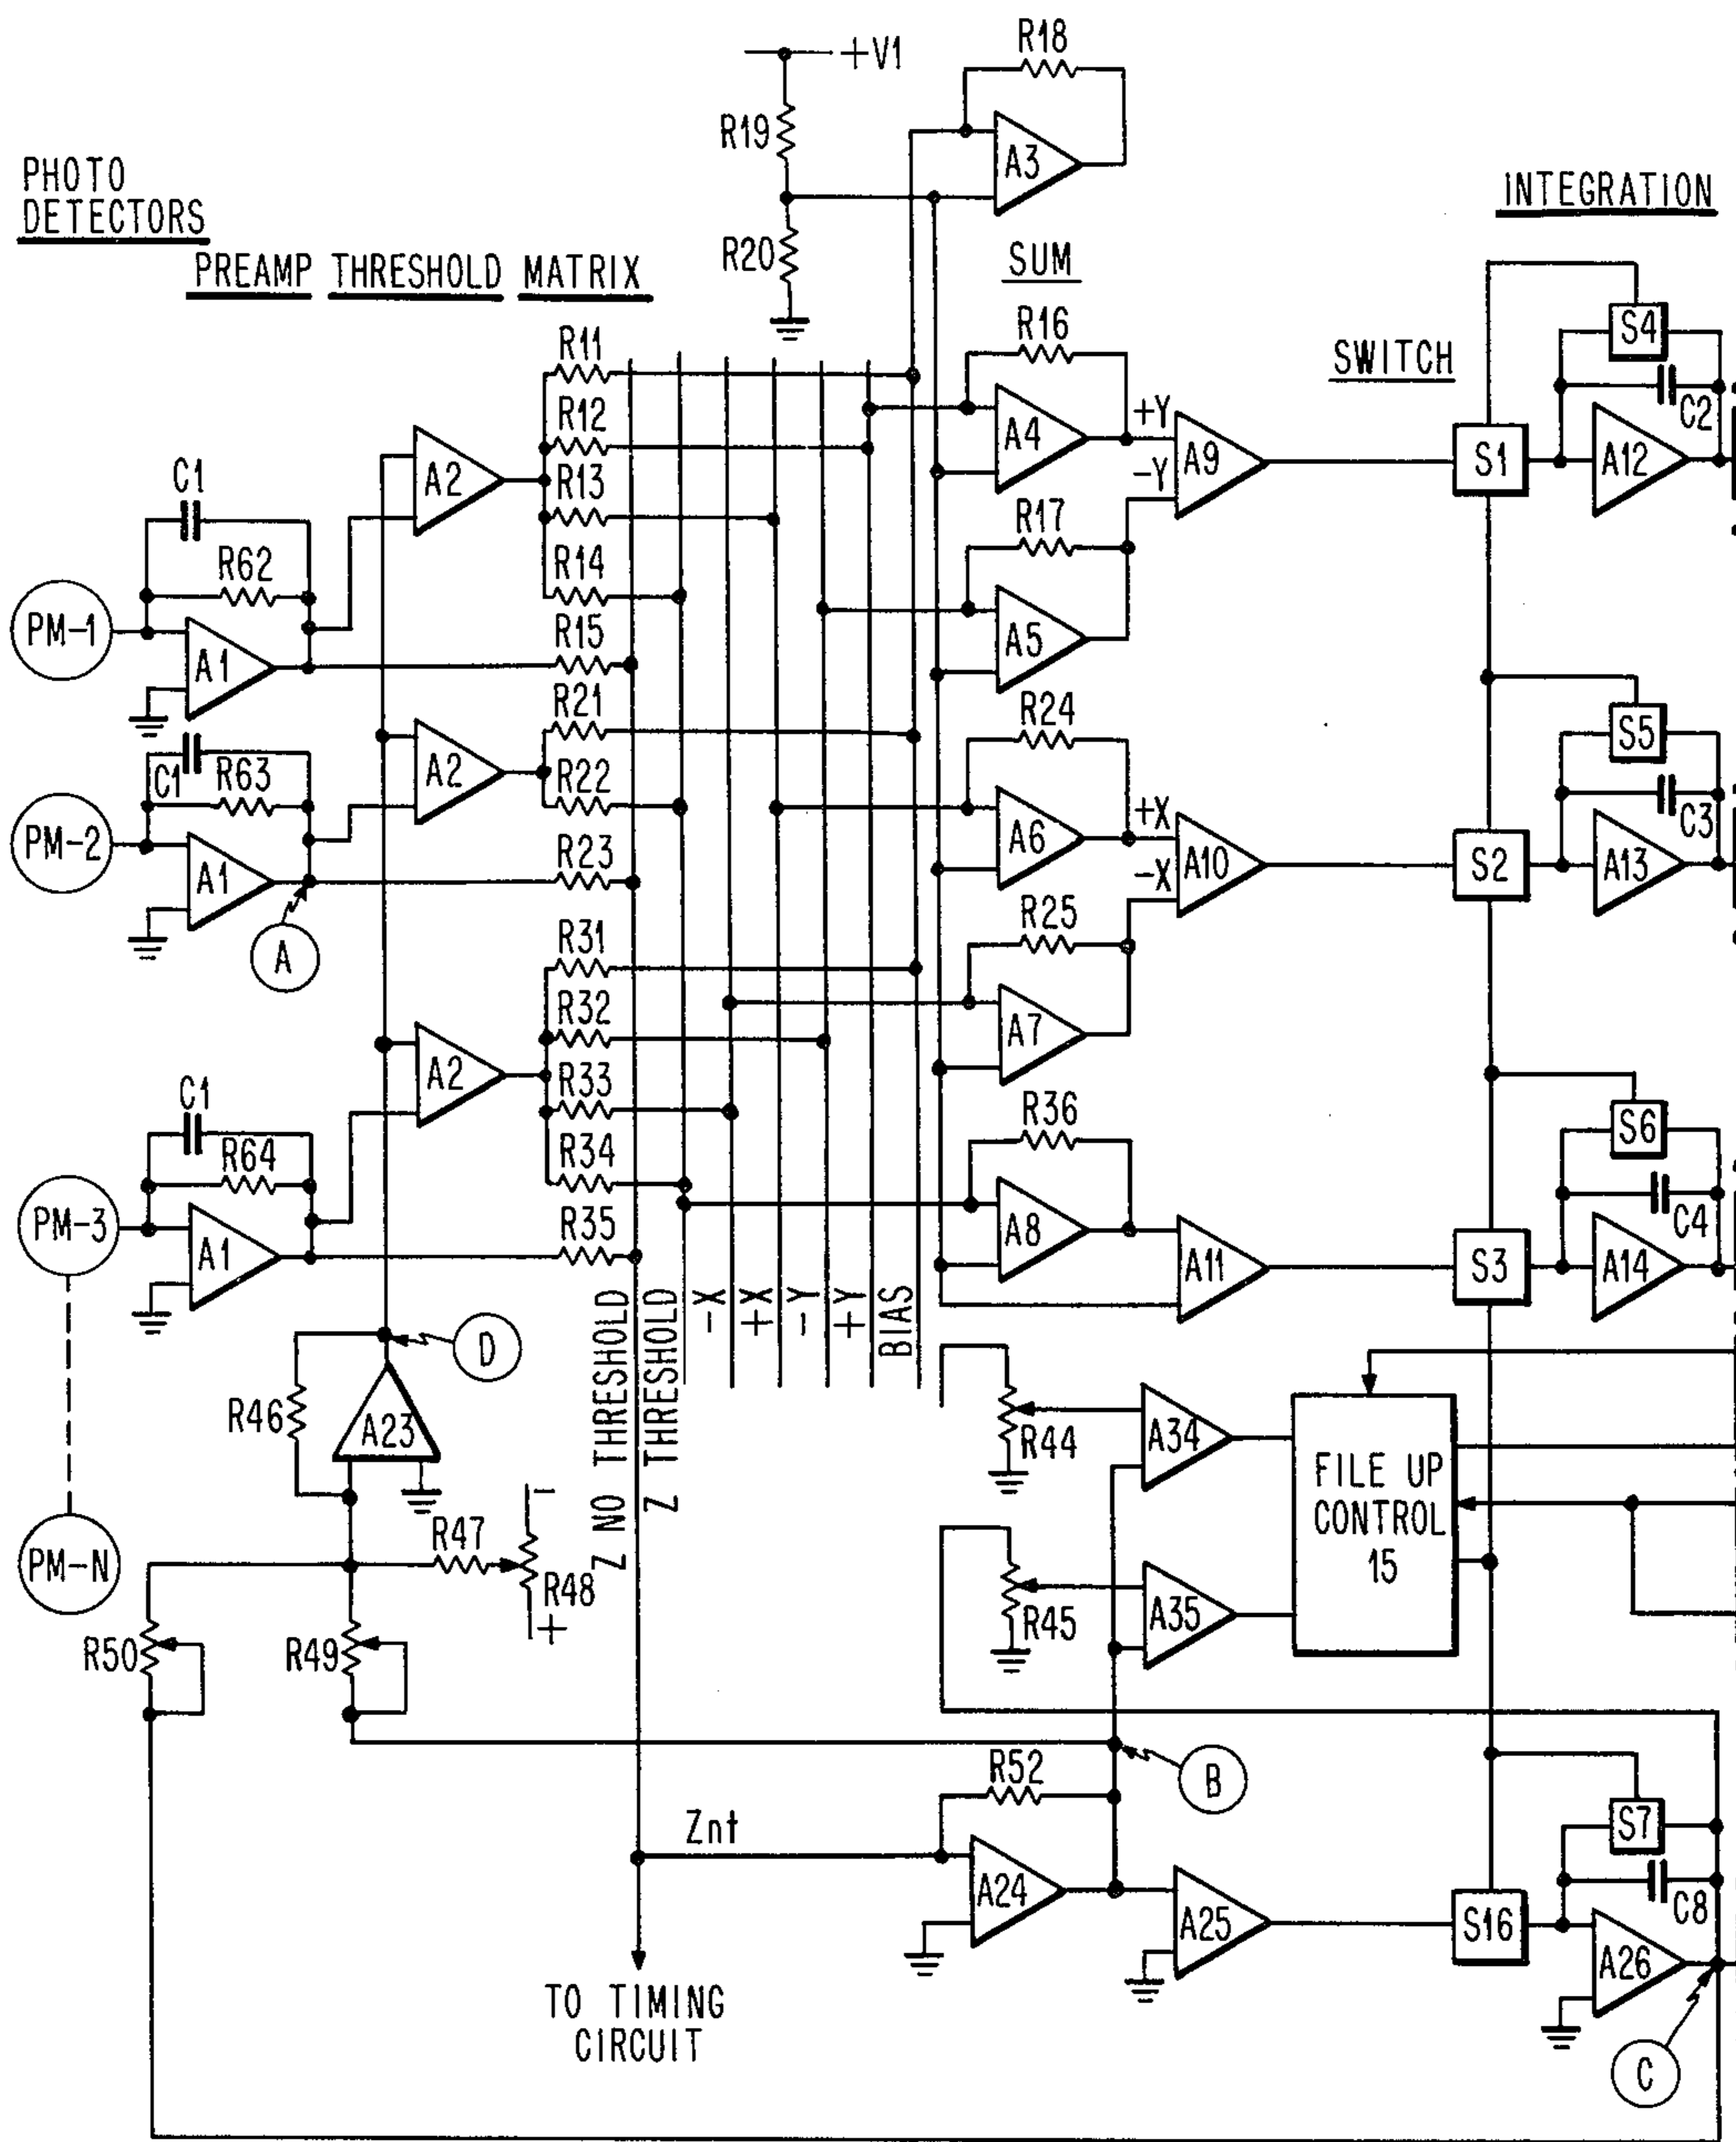 +V1
R18
R19
A3
PHOTO
DETECTORS
INTEGRATION
R20
SUM
PREAMP THRESHOLD MATRIX
R16
S4
R11
SWITCH
C2
R12
A4
+Y
A9
S1
A12
C1
A2
R13
-Y
R17
R62
R14
PM-1
R15
A5
A1
R21
R24
S5
C1
R63
A2
R22
C3
PM-2
R23
A6
+X
A10
S2
A13
A1
-X
R25
A
R31
R32
A7
A2
R33
C1
R36
S6
R64
R34
PM-3
R35
A8
C4
A1
A11
S3
A14
Z NO THRESHOLD
Z THRESHOLD
-X
+X
-Y
+Y
BIAS
D
R46
A23
R44
A34
FILE UP
CONTROL
15
R47
-
PM-N
R48
+
R45
A35
R50
R49
R52
B
Znt
S7
A24
A25
S16
C8
A26
TO TIMING
CIRCUIT
C